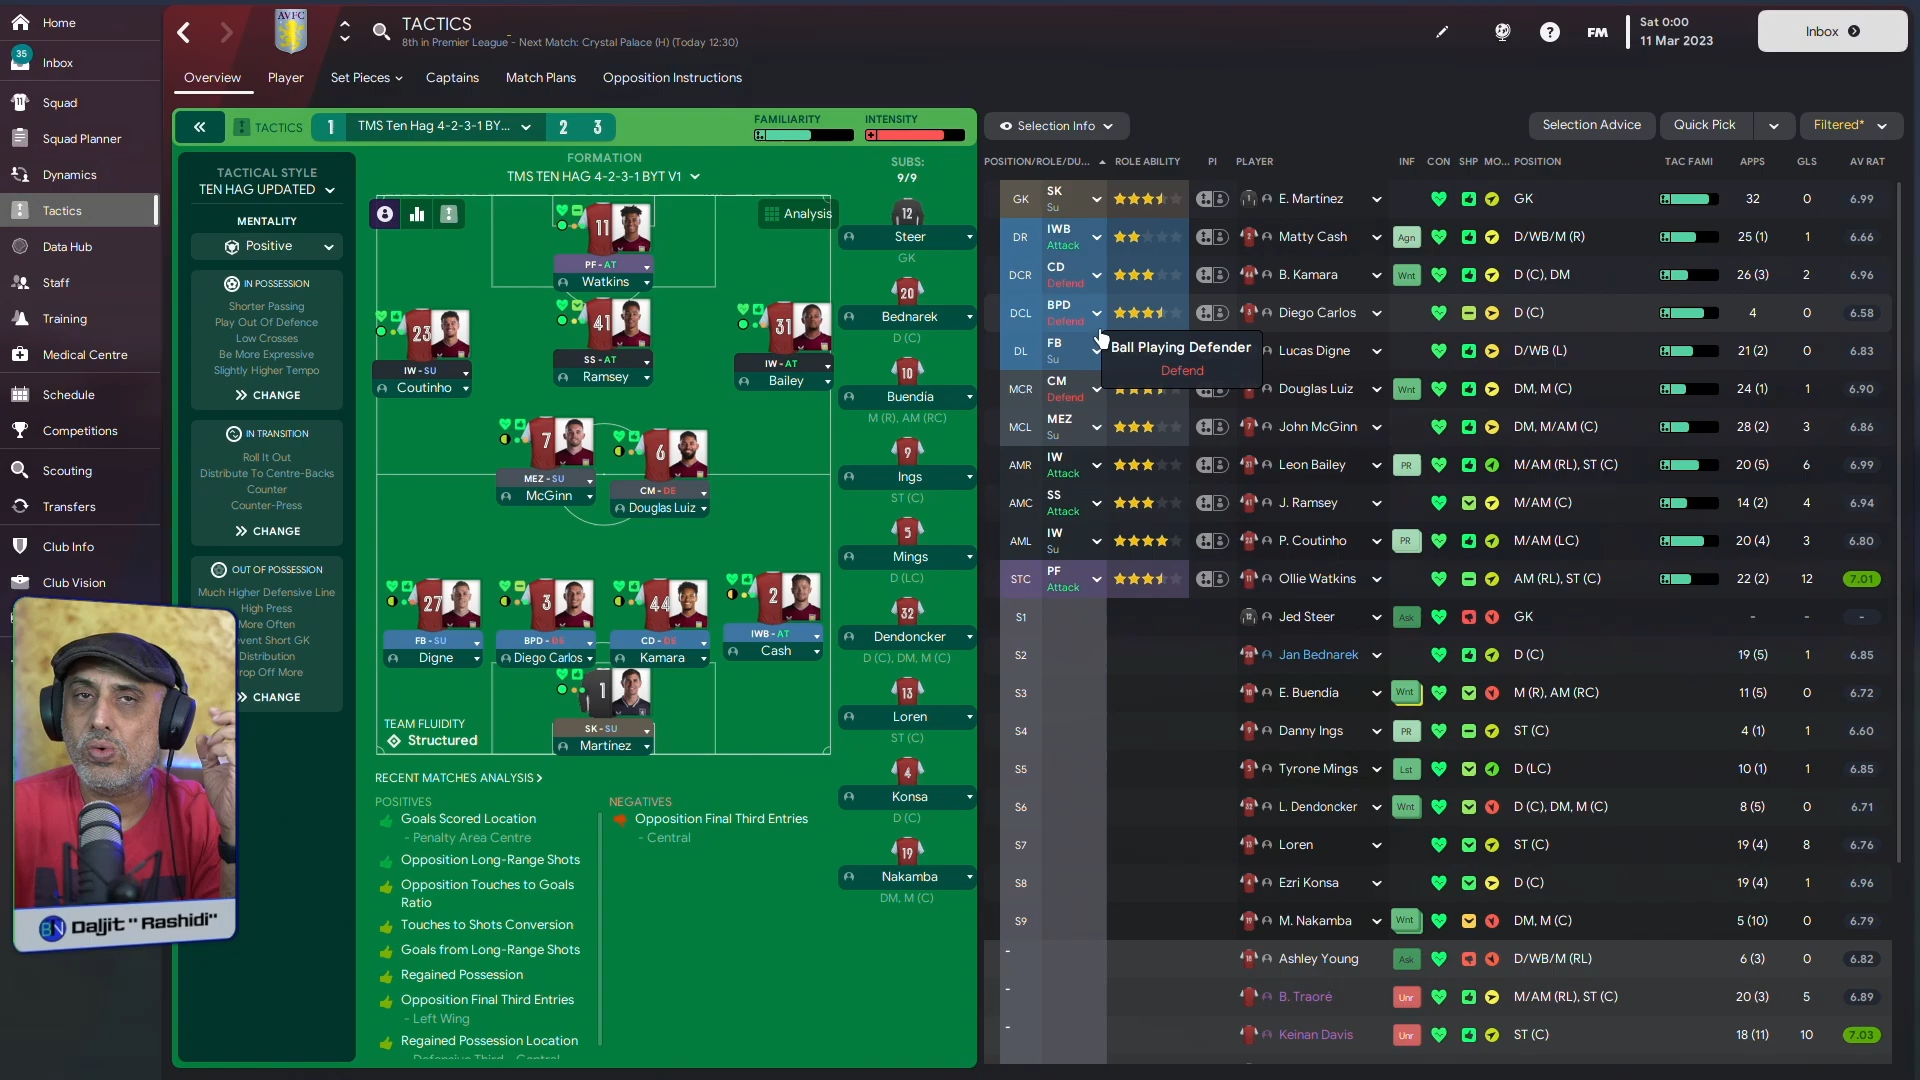 Home
35
Inbox
Squad
Squad Planner
Dynamics
Tactics
Data Hub
Staff
Training
Medical Centre
Schedule
Competitions
Scouting
Transfers
Club Info
Club Vision
AVFC
TACTICS
8th in Premier League - Next Match: Crystal Palace (H) (Today 12:30)
FM
Sat 0:00
11 Mar 2023
Inbox
Overview
Player
Set Pieces
Captains
Match Plans
Opposition Instructions
TACTICS
1
TMS Ten Hag 4-2-3-1 BY...
2
3
FAMILIARITY
INTENSITY
TACTICAL STYLE
TEN HAG UPDATED
MENTALITY
Positive
IN POSSESSION
Shorter Passing
Play Out Of Defence
Low Crosses
Be More Expressive
Slightly Higher Tempo
CHANGE
IN TRANSITION
Roll It Out
Distribute To Centre-Backs
Counter
Counter-Press
CHANGE
OUT OF POSSESSION
Much Higher Defensive Line
High Press
More Often
vent Short GK
Distribution
rop Off More
CHANGE
FORMATION
TMS TEN HAG 4-2-3-1 BYT V1
Analysis
11
PF - AT
Watkins
23
IW - SU
Coutinho
41
SS - AT
Ramsey
31
IW - AT
Bailey
7
MEZ - SU
McGinn
6
CM - DE
Douglas Luiz
27
FB - SU
Digne
3
BPD - DE
Diego Carlos
44
CD - DE
Kamara
2
IWB - AT
Cash
1
SK - SU
Martínez
TEAM FLUIDITY
Structured
SUBS:
9/9
12
Steer
GK
20
Bednarek
D (C)
10
Buendía
M (R), AM (RC)
9
Ings
ST (C)
5
Mings
D (LC)
32
Dendoncker
D (C), DM, M (C)
13
Loren
ST (C)
4
Konsa
D (C)
19
Nakamba
DM, M (C)
RECENT MATCHES ANALYSIS
POSITIVES
Goals Scored Location
- Penalty Area Centre
Opposition Long-Range Shots
Opposition Touches to Goals
Ratio
Touches to Shots Conversion
Goals from Long-Range Shots
Regained Possession
Opposition Final Third Entries
- Left Wing
Regained Possession Location
- Defensive Third - Central
NEGATIVES
Opposition Final Third Entries
- Central
Selection Info
Selection Advice
Quick Pick
Filtered*
POSITION/ROLE/DU... ROLE ABILITY PI PLAYER INF CON SHP MO... POSITION TAC FAMI APPS GLS AV RAT
GK SK Su E. Martínez GK 32 0 6.99
DR IWB Attack Matty Cash Agn D/WB/M (R) 25 (1) 1 6.66
DCR CD Defend B. Kamara Wnt D (C), DM 26 (3) 2 6.96
DCL BPD Defend Diego Carlos D (C) 4 0 6.58
DL FB Su Lucas Digne D/WB (L) 21 (2) 0 6.83
Ball Playing Defender
Defend
MCR CM Defend Douglas Luiz Wnt DM, M (C) 24 (1) 1 6.90
MCL MEZ Su John McGinn DM, M/AM (C) 28 (2) 3 6.86
AMR IW Attack Leon Bailey PR M/AM (RL), ST (C) 20 (5) 6 6.99
AMC SS Attack J. Ramsey M/AM (C) 14 (2) 4 6.94
AML IW Su P. Coutinho PR M/AM (LC) 20 (4) 3 6.80
STC PF Attack Ollie Watkins AM (RL), ST (C) 22 (2) 12 7.01
S1 Jed Steer Ask GK - - -
S2 Jan Bednarek D (C) 19 (5) 1 6.85
S3 E. Buendía Wnt M (R), AM (RC) 11 (5) 0 6.72
S4 Danny Ings PR ST (C) 4 (1) 1 6.60
S5 Tyrone Mings Lst D (LC) 10 (1) 1 6.85
S6 L. Dendoncker Wnt D (C), DM, M (C) 8 (5) 0 6.71
S7 Loren ST (C) 19 (4) 8 6.76
S8 Ezri Konsa D (C) 19 (4) 1 6.96
S9 M. Nakamba Wnt DM, M (C) 5 (10) 0 6.79
- Ashley Young Ask D/WB/M (RL) 6 (3) 0 6.82
- B. Traoré Unr M/AM (RL), ST (C) 20 (3) 5 6.89
- Keinan Davis Unr ST (C) 18 (11) 10 7.03
BN Daljit "Rashidi"